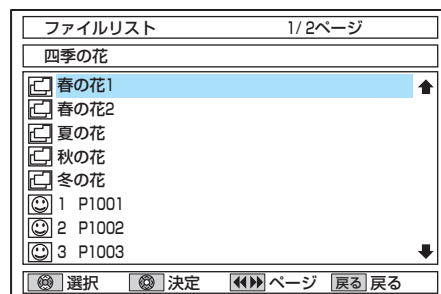 ファイルリスト 1/2ページ
四季の花
春の花1
春の花2
夏の花
秋の花
冬の花
1 P1001
2 P1002
3 P1003
選択 決定 ページ 戻る 戻る